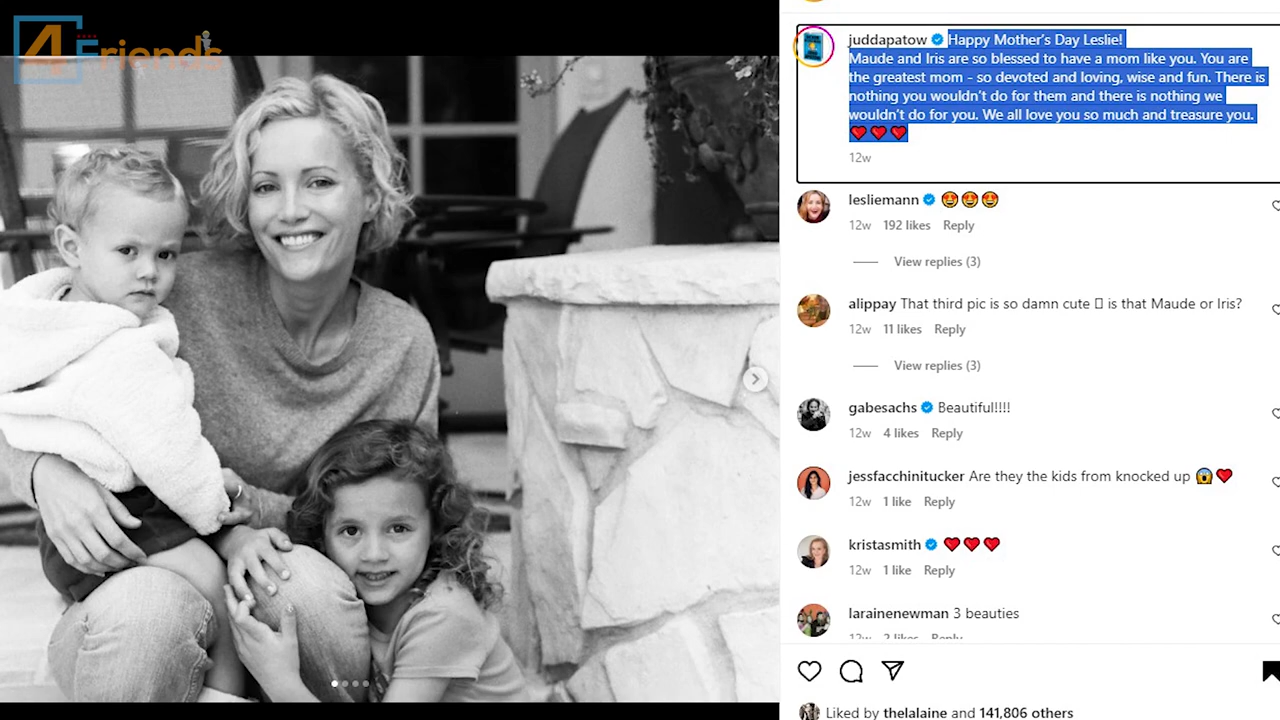 4Friends
juddapatow Happy Mother's Day Leslie!
Maude and Iris are so blessed to have a mom like you. You are
the greatest mom - so devoted and loving, wise and fun. There is
nothing you wouldn't do for them and there is nothing we
wouldn't do for you. We all love you so much and treasure you.
❤️❤️❤️
12w
lesliemann 😍😍😍
12w 192 likes Reply
View replies (3)
alippay That third pic is so damn cute is that Maude or Iris?
12w 11 likes Reply
View replies (3)
gabesachs Beautiful!!!!
12w 4 likes Reply
jessfacchinitucker Are they the kids from knocked up 😱❤️
12w 1 like Reply
kristasmith ❤️❤️❤️
12w 1 like Reply
larainenewman 3 beauties
12w 2 likes Reply
Liked by thelalaine and 141,806 others